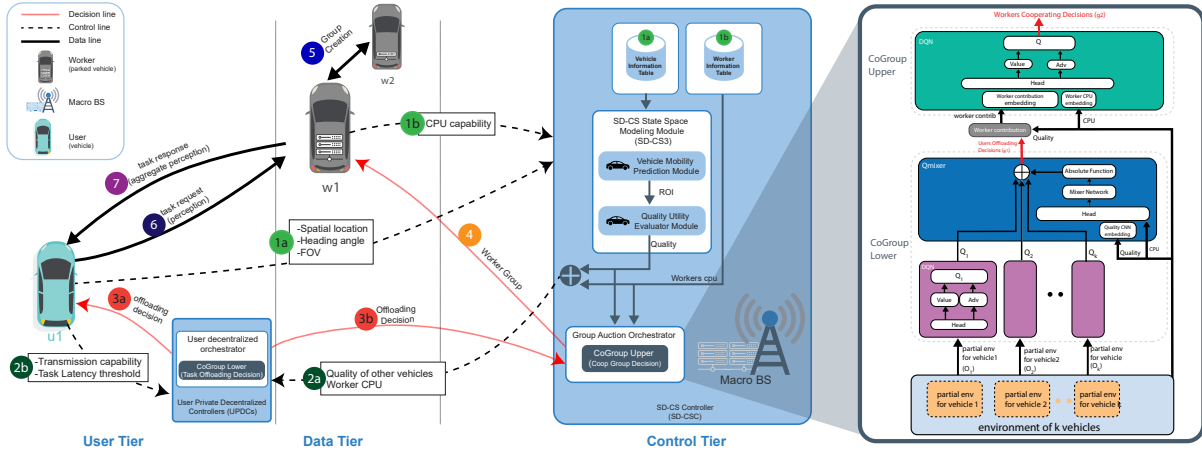 Decision line
Control line
Data line
Worker
(parked vehicle)
Macro BS
User
(vehicle)
5
Group
Creation
w2
w1
1b
CPU capability
7
task response
(aggregate perception)
6
task request
(perception)
1a
-Spatial location
-Heading angle
-FOV
4
Worker Group
u1
3a
offloading
decision
2b
-Transmission capability
-Task Latency threshold
User decentralized
orchestrator
CoGroup Lower
(Task Offloading Decision)
User Private Decentralized
Controllers (UPDCs)
3b
Offloading
Decision
2a
Quality of other vehicles
Worker CPU
User Tier
Data Tier
Control Tier
1a
Vehicle
Information
Table
1b
Worker
Information
Table
SD-CS State Space
Modeling Module
(SD-CS3)
Vehicle Mobility
Prediction Module
ROI
Quality Utility
Evaluator Module
Quality
Workers cpu
Group Auction Orchestrator
CoGroup Upper
(Coop Group Decision)
Macro BS
SD-CS Controller
(SD-CSC)
Workers Cooperating Decisions (g2)
CoGroup
Upper
DQN
Q
Value
Adv
Head
Worker contribution
embedding
Worker CPU
embedding
worker contrib
CPU
Worker contribution
Quality
Users Offloading
Decisions (g1)
CoGroup
Lower
Qmixer
Absolute Function
Mixer Network
Head
Quality CNN
embedding
Q1
Q2
Qk
Quality
CPU
DQN
Q1
Value
Adv
Head
partial env
for vehicle1
(O1)
partial env
for vehicle2
(O2)
partial env
for vehicle
(Ok)
partial env
for vehicle 1
partial env
for vehicle 2
partial env
for vehicle k
environment of k vehicles